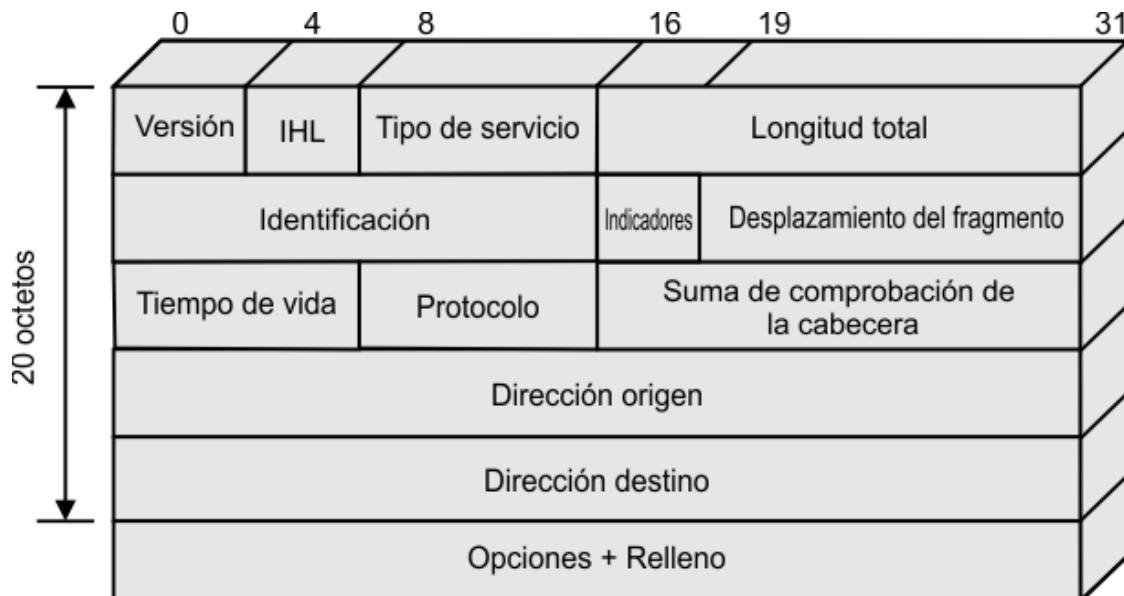 0 4 8 16 19 31
Versión IHL Tipo de servicio Longitud total
Identificación Indicadores Desplazamiento del fragmento
Tiempo de vida Protocolo Suma de comprobación de
la cabecera
20 octetos
Dirección origen
Dirección destino
Opciones + Relleno